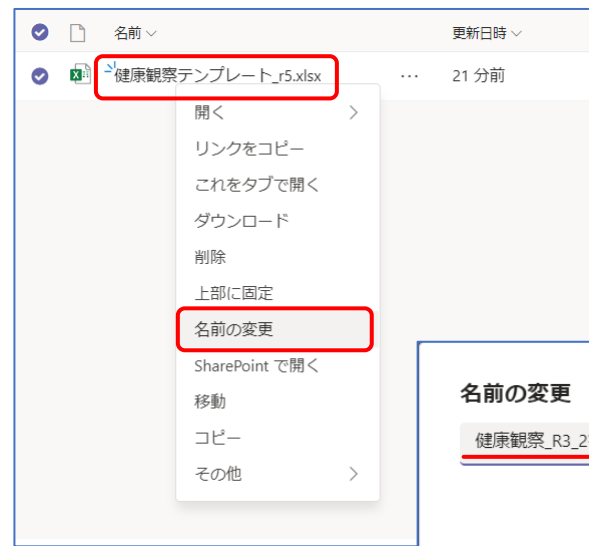 名前
更新日時
健康観察テンプレート_r5.xlsx
...
21 分前
開く
リンクをコピー
これをタブで開く
ダウンロード
削除
上部に固定
名前の変更
SharePoint で開く
移動
コピー
その他
名前の変更
健康観察_R3_2